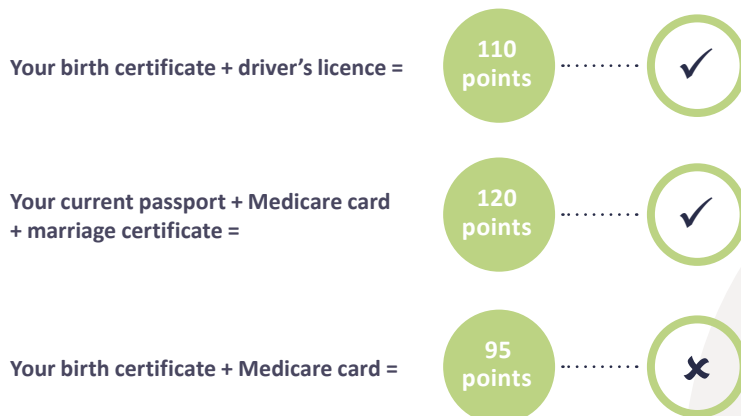 Your birth certificate + driver’s licence =
110
points
Your current passport + Medicare card
+ marriage certificate =
120
points
Your birth certificate + Medicare card =
95
points